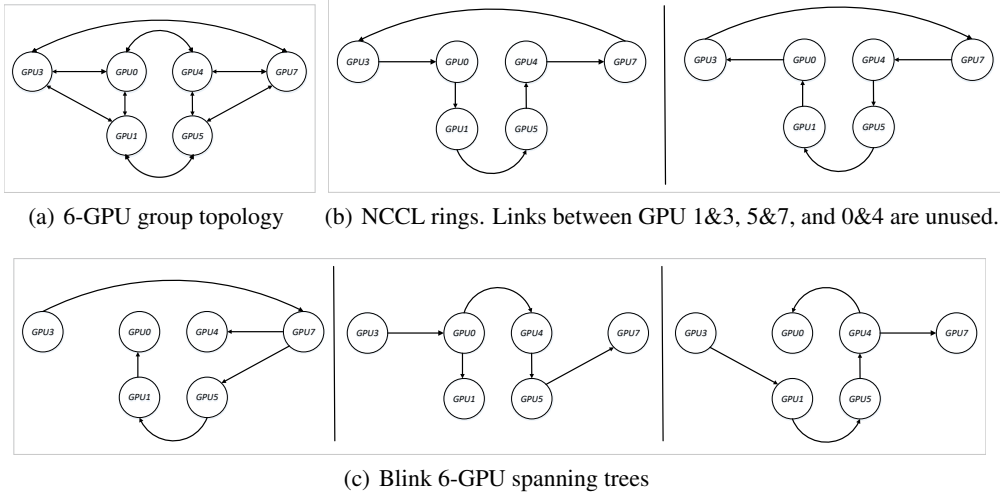 GPU3 GPU0 GPU4 GPU7
GPU1 GPU5
(a) 6-GPU group topology
GPU3 GPU0 GPU4 GPU7
GPU1 GPU5
GPU3 GPU0 GPU4 GPU7
GPU1 GPU5
(b) NCCL rings. Links between GPU 1&3, 5&7, and 0&4 are unused.
GPU3 GPU0 GPU4 GPU7
GPU1 GPU5
GPU3 GPU0 GPU4 GPU7
GPU1 GPU5
GPU3 GPU0 GPU4 GPU7
GPU1 GPU5
(c) Blink 6-GPU spanning trees